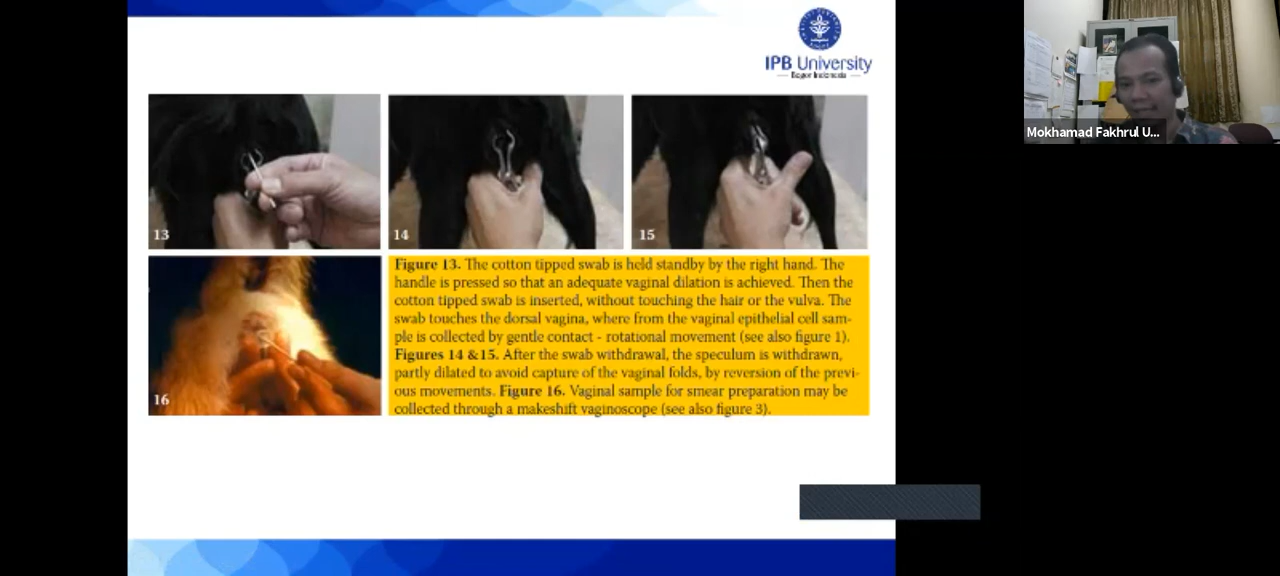 IPB University
Bogor Indonesia
Mokhamad Fakhrul U...
13
14
15
16
Figure 13. The cotton tipped swab is held standby by the right hand. The
handle is pressed so that an adequate vaginal dilation is achieved. Then the
cotton tipped swab is inserted, without touching the hair or the vulva. The
swab touches the dorsal vagina, where from the vaginal epithelial cell sam-
ple is collected by gentle contact - rotational movement (see also figure 1).
Figures 14 &15. After the swab withdrawal, the speculum is withdrawn,
partly dilated to avoid capture of the vaginal folds, by reversion of the previ-
ous movements. Figure 16. Vaginal sample for smear preparation may be
collected through a makeshift vaginoscope (see also figure 3).